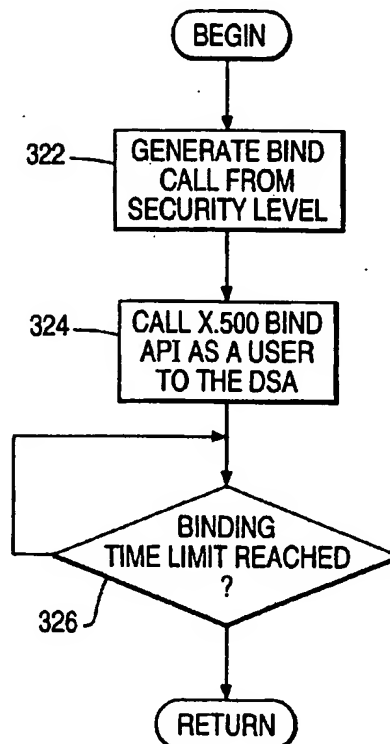 BEGIN
322
GENERATE BIND
CALL FROM
SECURITY LEVEL
324
CALL X.500 BIND
API AS A USER
TO THE DSA
BINDING
TIME LIMIT REACHED
?
326
RETURN